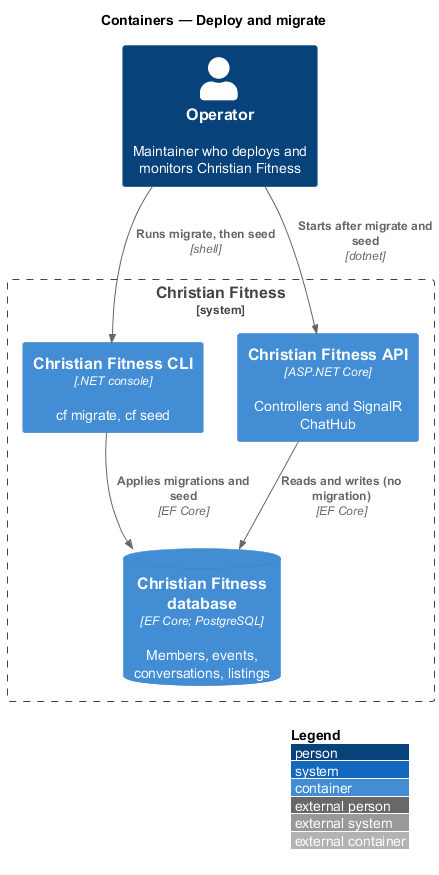 Containers — Deploy and migrate
Operator
Maintainer who deploys and
monitors Christian Fitness
Runs migrate, then seed
[shell]
Starts after migrate and
seed
[dotnet]
Christian Fitness
[system]
Christian Fitness CLI
[.NET console]
cf migrate, cf seed
Christian Fitness API
[ASP.NET Core]
Controllers and SignalR
ChatHub
Applies migrations and
seed
[EF Core]
Reads and writes (no
migration)
[EF Core]
Christian Fitness
database
[EF Core; PostgreSQL]
Members, events,
conversations, listings
Legend
person
system
container
external person
external system
external container